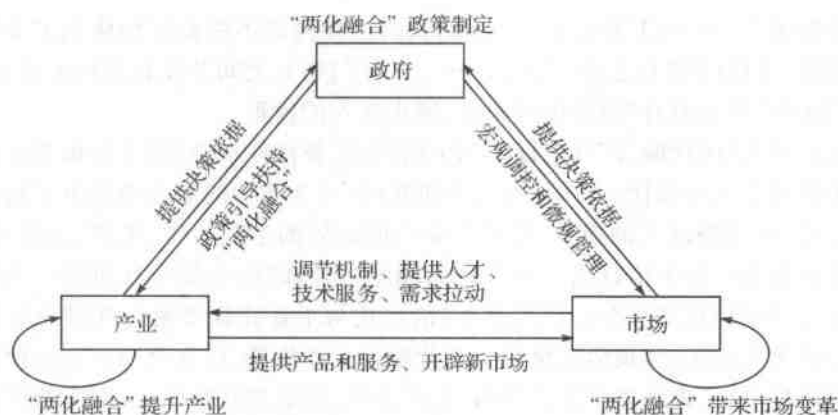 “两化融合”政策制定
政府
提供决策依据
政策引导扶持
“两化融合”
提供决策依据
宏观调控和微观管理
调节机制、提供人才、
技术服务、需求拉动
产业
市场
提供产品和服务、开辟新市场
“两化融合”提升产业
“两化融合”带来市场变革